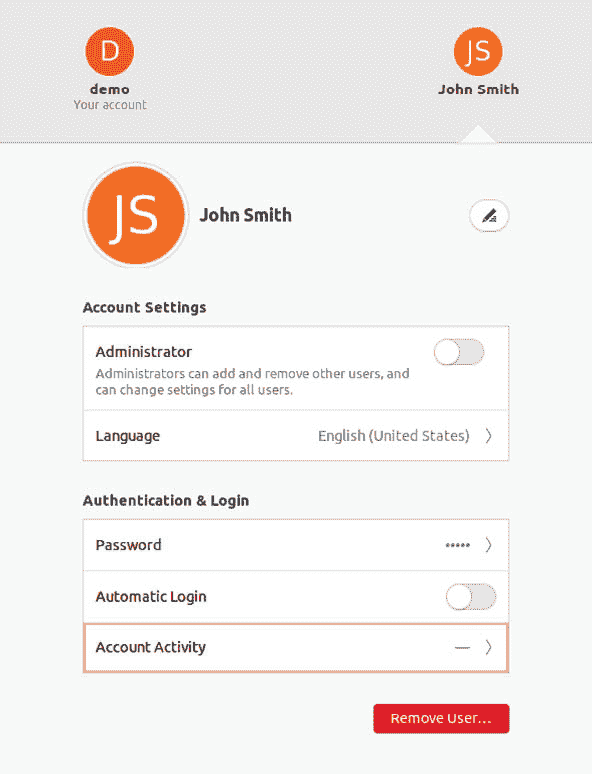 D
JS
demo
John Smith
Your account
JS
John Smith
Account Settings
Administrator
Administrators can add and remove other users, and
can change settings for all users.
Language
English (United States)
Authentication & Login
Password
•••••
Automatic Login
Account Activity
—
Remove User...